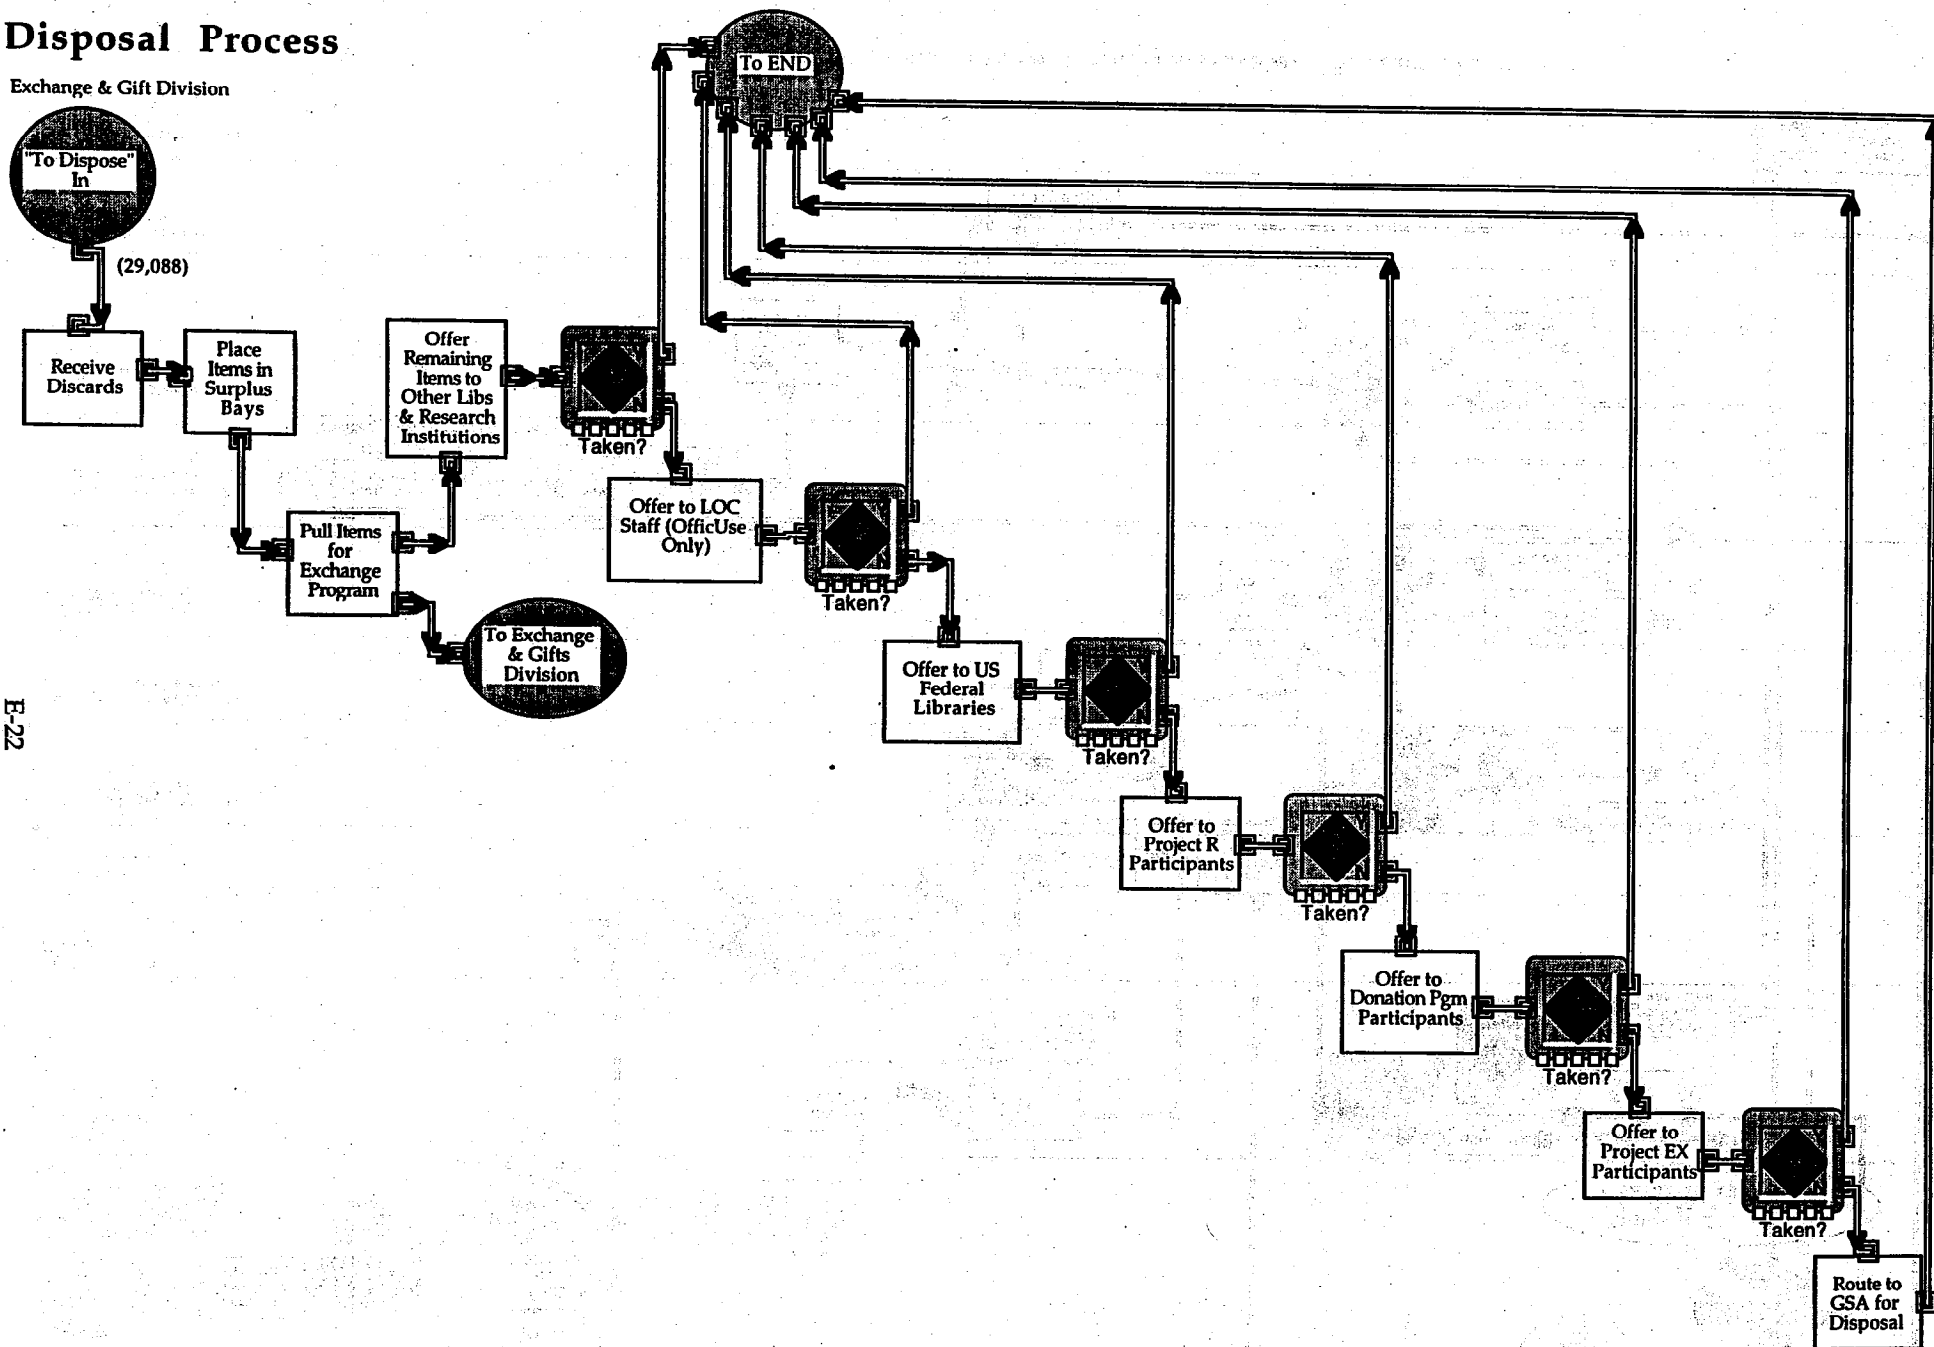 Disposal Process
Exchange & Gift Division
"To Dispose"
In
(29,088)
Receive
Discards
Place
Items in
Surplus
Bays
Pull Items
for
Exchange
Program
To Exchange
& Gifts
Division
Offer
Remaining
Items to
Other Libs
& Research
Institutions
N
Taken?
To END
Offer to LOC
Staff (OfficUse
Only)
N
Taken?
Offer to US
Federal
Libraries
Taken?
Offer to
Project R
Participants
Y
N
Taken?
Offer to
Donation Pgm
Participants
N
Taken?
Offer to
Project EX
Participants
N
Taken?
Route to
GSA for
Disposal
E-22